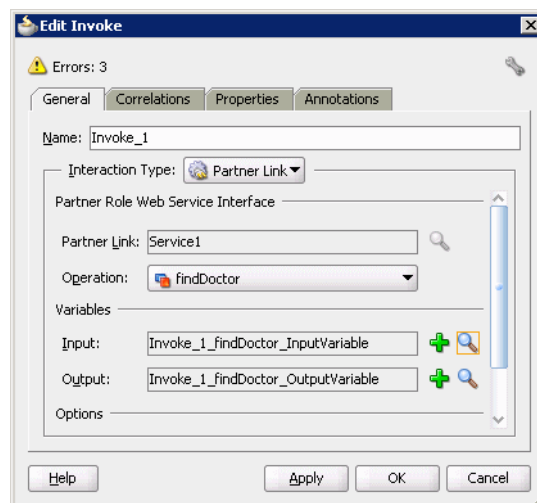 Edit Invoke
Errors: 3
General Correlations Properties Annotations
Name: Invoke_1
Interaction Type: Partner Link
Partner Role Web Service Interface
Partner Link: Service1
Operation: findDoctor
Variables
Input: Invoke_1_findDoctor_InputVariable
Output: Invoke_1_findDoctor_OutputVariable
Options
Help Apply OK Cancel